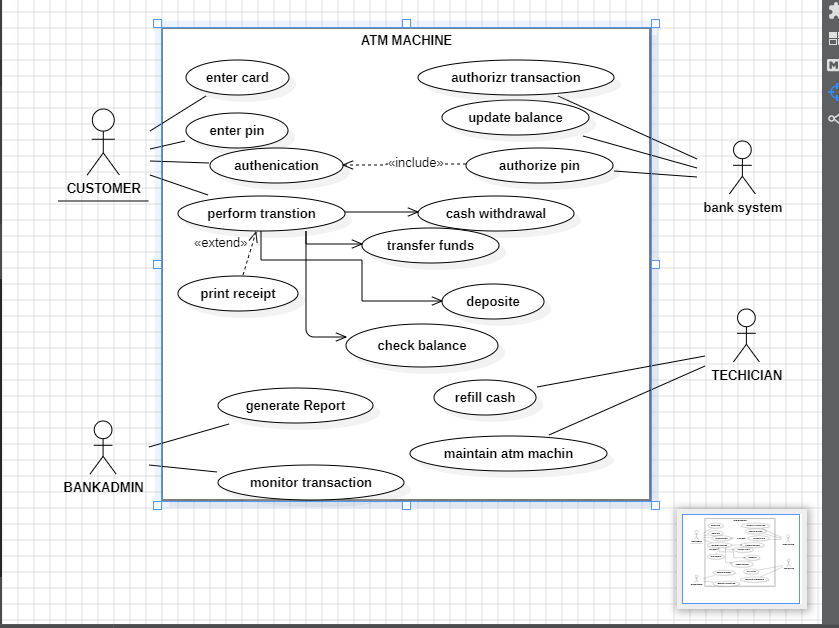 ATM MACHINE
enter card
authorizr transaction
enter pin
update balance
authenication
«include»
authorize pin
CUSTOMER
bank system
perform transtion
cash withdrawal
«extend»
transfer funds
print receipt
deposite
check balance
TECHICIAN
refill cash
generate Report
maintain atm machin
BANKADMIN
monitor transaction